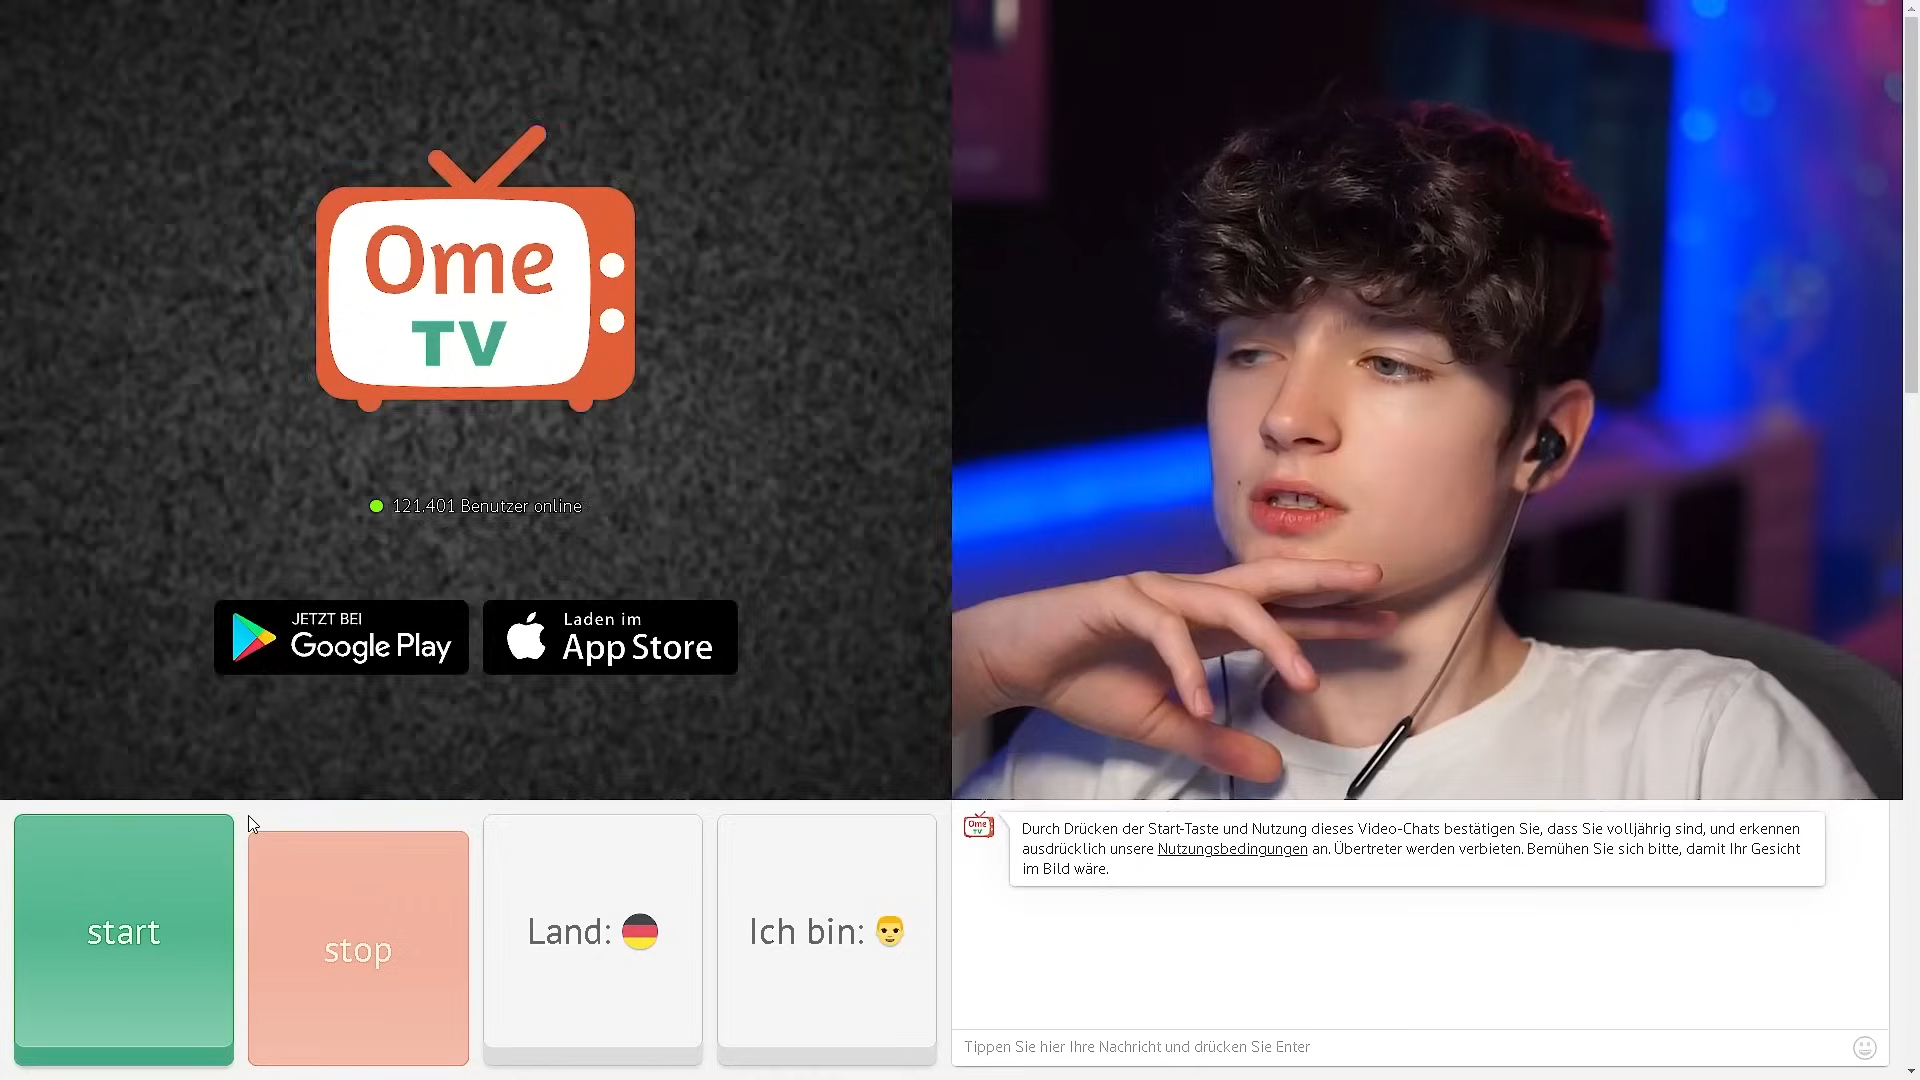 Ome
TV
121.401 Benutzer online
JETZT BEI
Google Play
Laden im
App Store
start
stop
Land:
Ich bin:
Ome
TV
Durch Drücken der Start-Taste und Nutzung dieses Video-Chats bestätigen Sie, dass Sie volljährig sind, und erkennen
ausdrücklich unsere Nutzungsbedingungen an. Übertreter werden verbieten. Bemühen Sie sich bitte, damit Ihr Gesicht
im Bild wäre.
Tippen Sie hier Ihre Nachricht und drücken Sie Enter